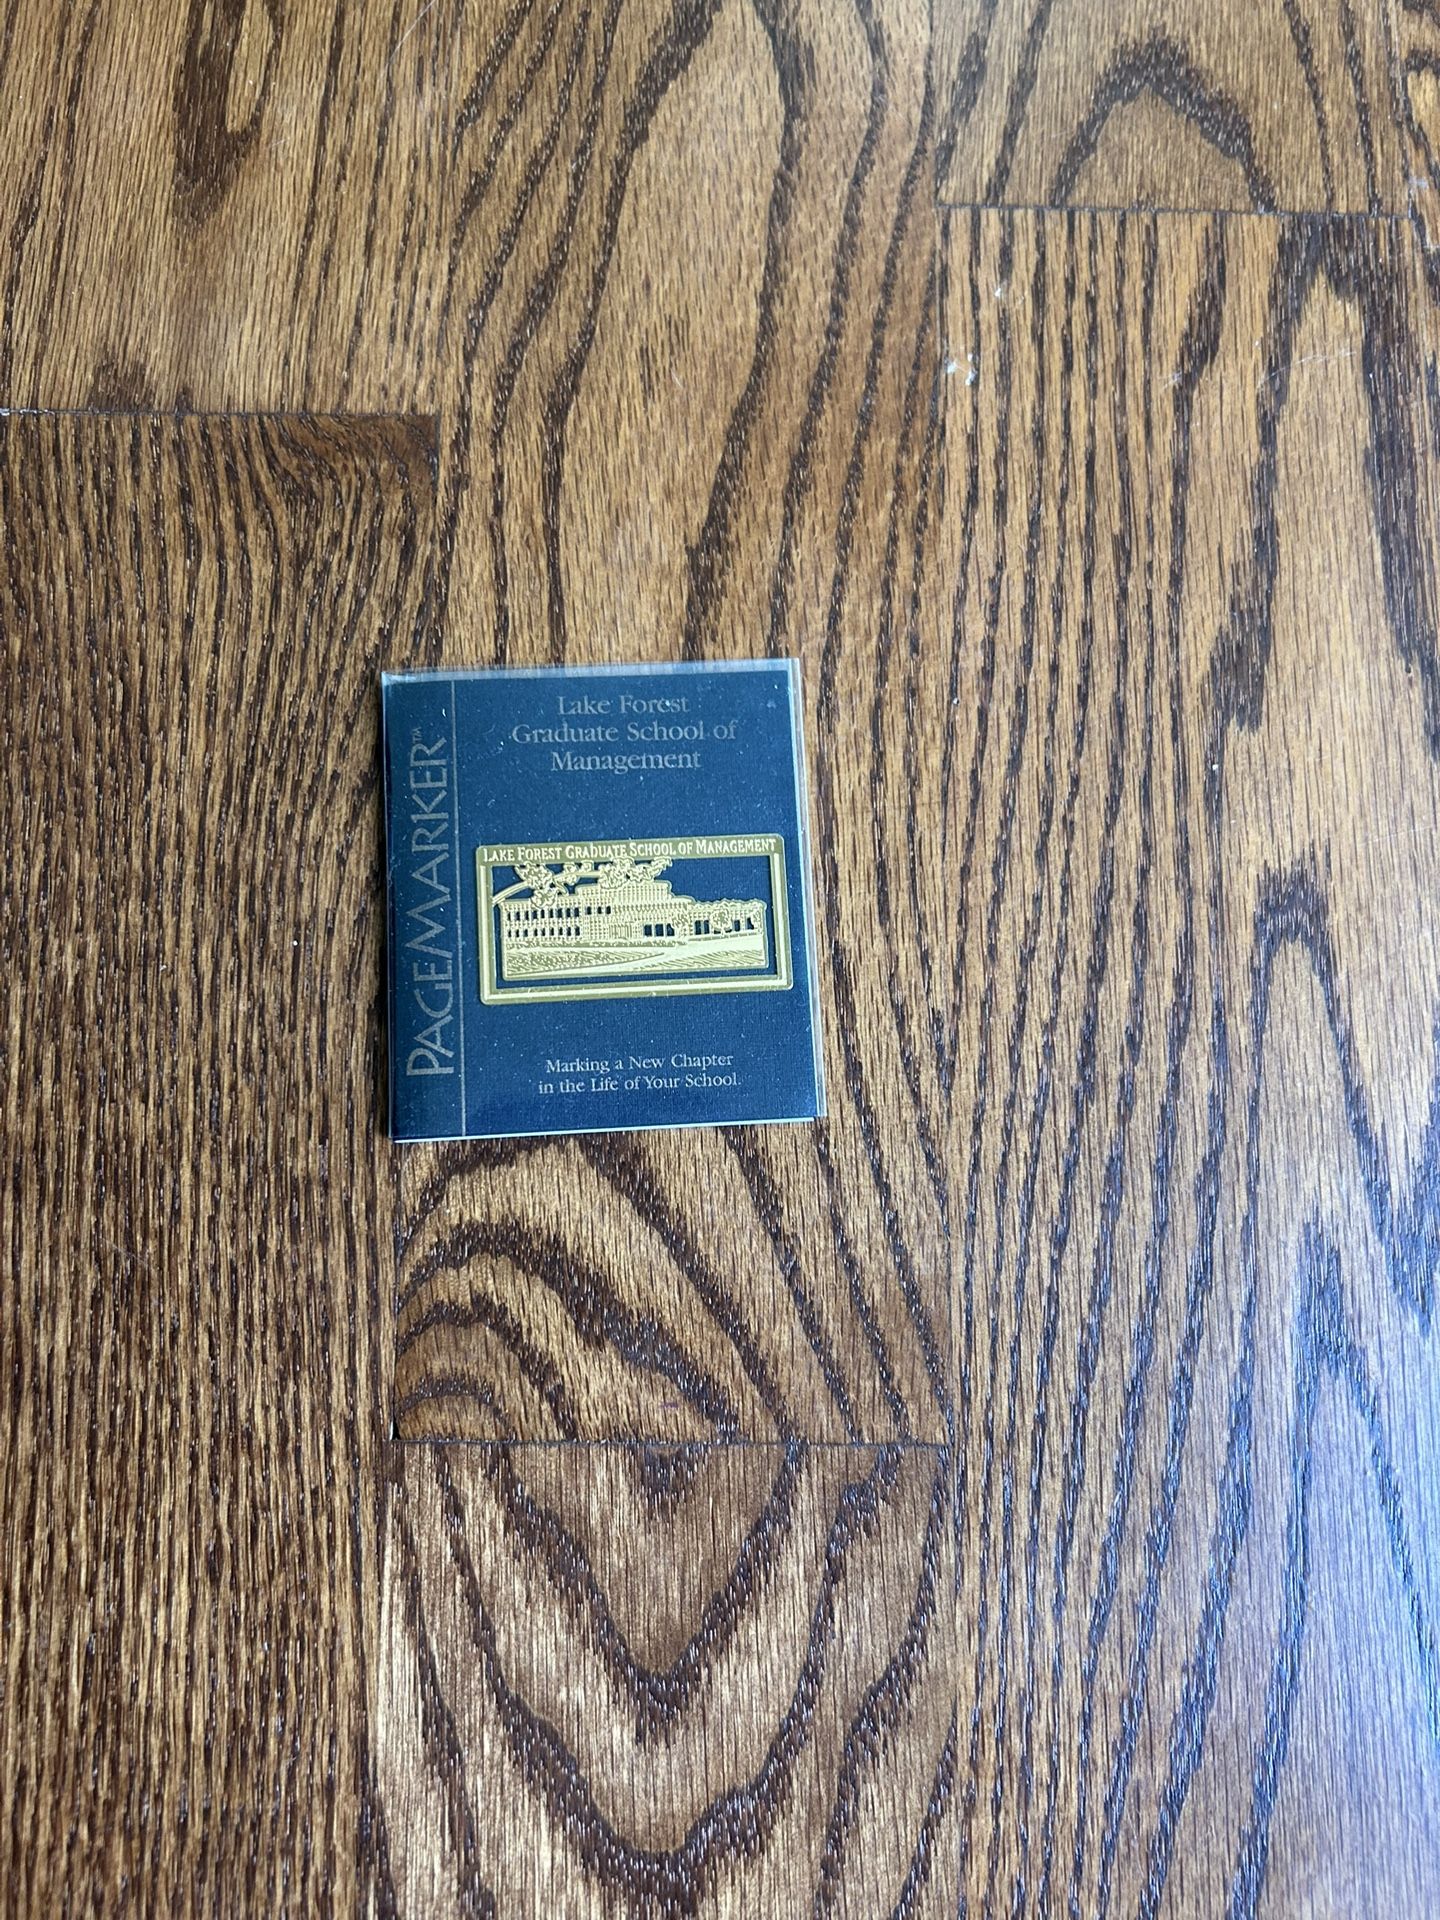 Lake Forest
Graduate School of
Management
PAGEMARKER™
LAKE FOREST GRADUATE SCHOOL OF MANAGEMENT
Marking a New Chapter
in the Life of Your School.